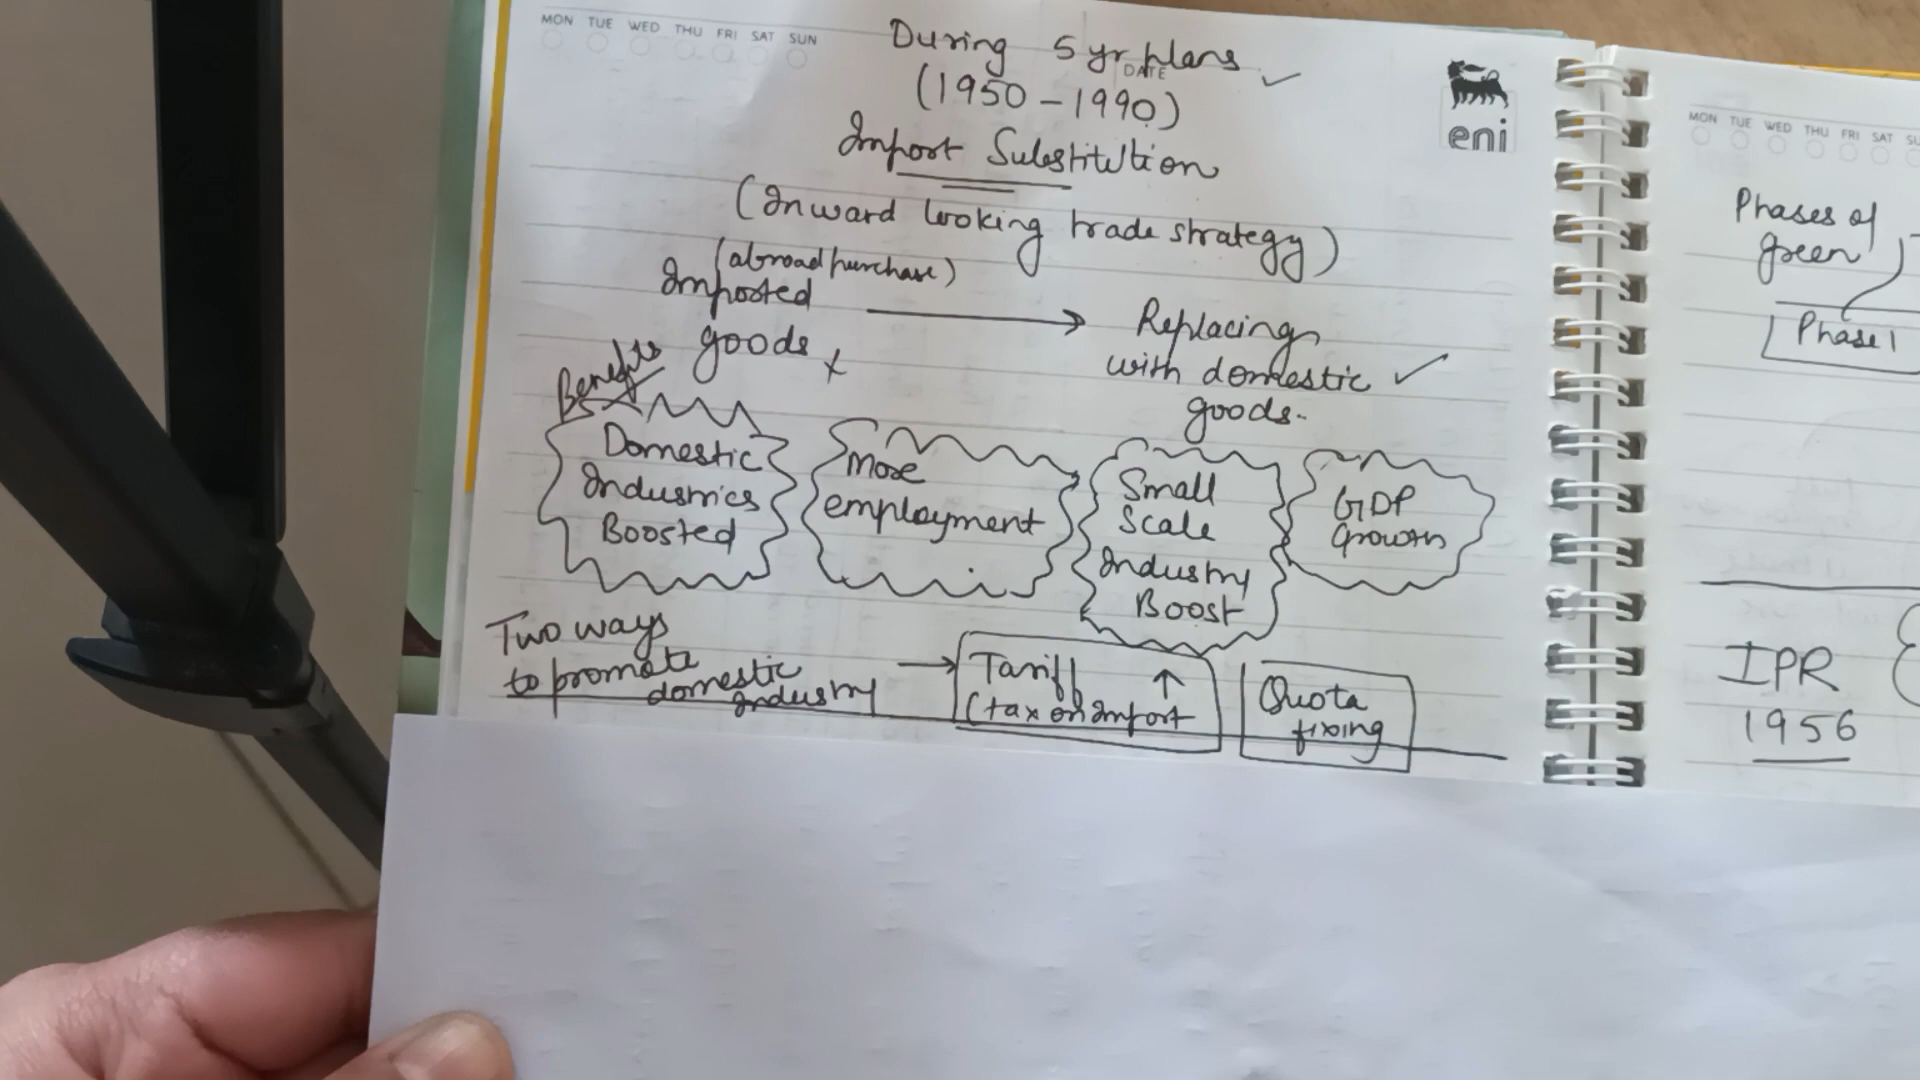 MON TUE WED THU FRI SAT SUN
DATE
During 5 yr plans ✓
(1950 – 1990)
Import Substitution
(Inward looking trade strategy)
(abroad purchase)
Imported
goods x
→ Replacing
with domestic ✓
goods.
Benefits
Domestic
Industries
Boosted
More
employment
Small
Scale
Industry
Boost
GDP
Growth
Two ways
to promote
domestic
Industry
→ Tariff ↑
(tax on import
Quota
fixing
eni
MON TUE WED THU FRI SAT
Phases of
green
Phase 1
IPR
1956